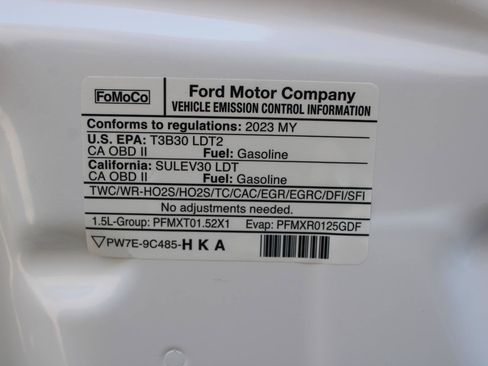 FoMoCo
Ford Motor Company
VEHICLE EMISSION CONTROL INFORMATION
Conforms to regulations: 2023 MY
U.S. EPA: T3B30 LDT2
CA OBD II Fuel: Gasoline
California: SULEV30 LDT
CA OBD II Fuel: Gasoline
TWC/WR-HO2S/HO2S/TC/CAC/EGR/EGRC/DFI/SFI
No adjustments needed.
1.5L-Group: PFMXT01.52X1 Evap: PFMXR0125GDF
PW7E-9C485-HKA